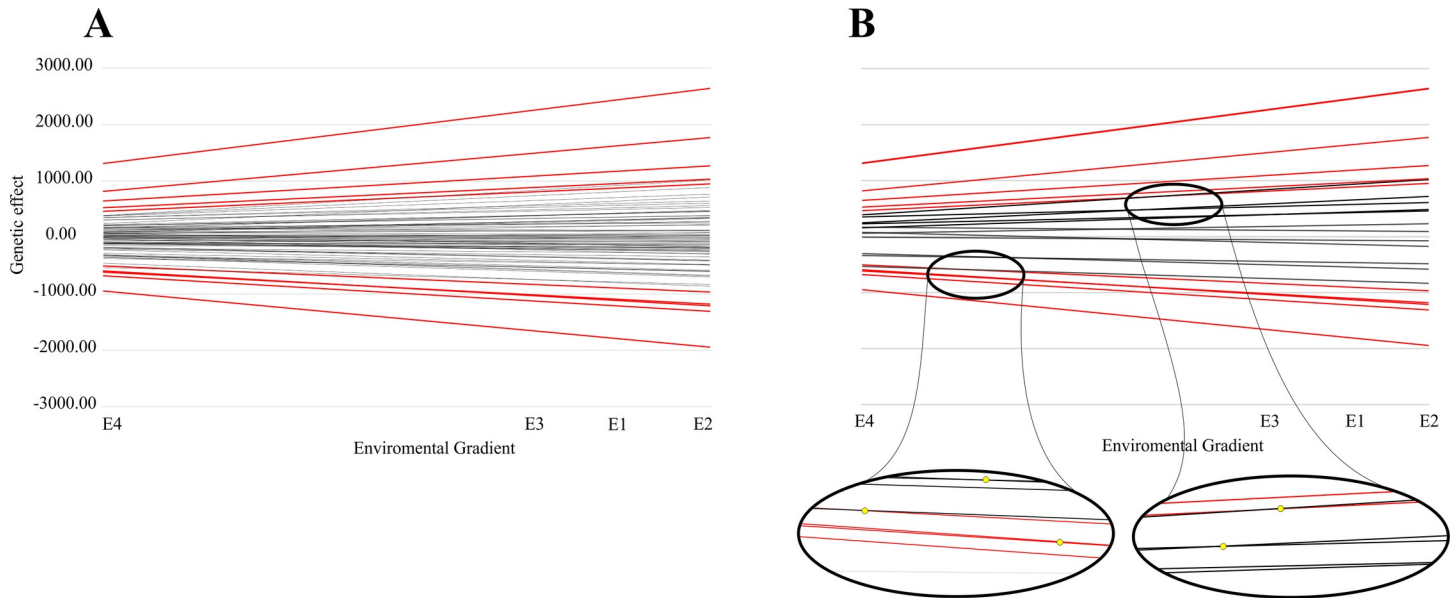 A
B
3000.00
2000.00
1000.00
0.00
-1000.00
-2000.00
-3000.00
Genetic effect
E4
E3
E1
E2
Enviromental Gradient
E4
E3
E1
E2
Enviromental Gradient